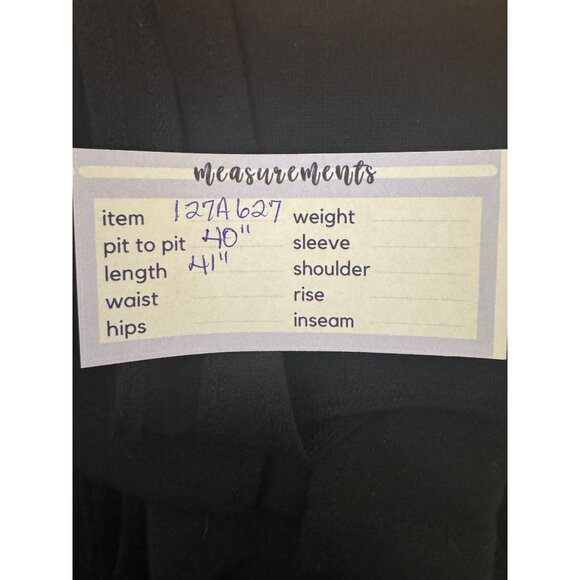 measurements
item 127A627 weight
pit to pit 40" sleeve
length 41" shoulder
waist rise
hips inseam